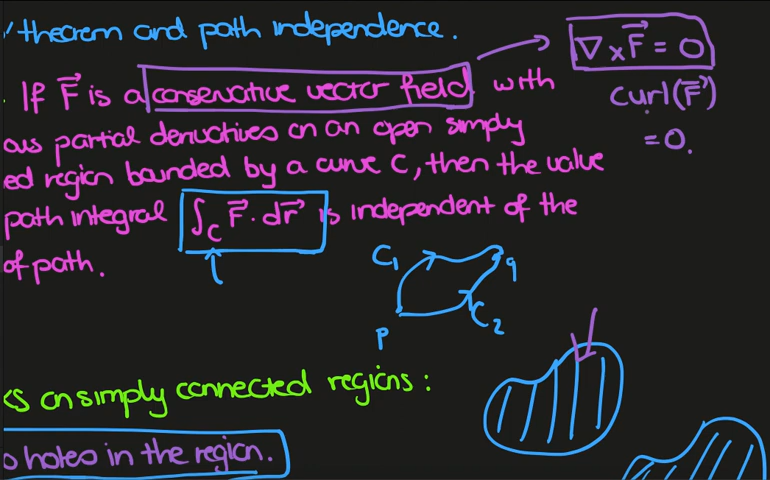 theorem and path independence.
∇ × F⃗ = 0
If F⃗ is a conservative vector field with
curl(F⃗)
= 0.
ous partial derivatives on an open simply
ed region bounded by a curve C, then the value
path integral ∫_C F⃗ · dr⃗ is independent of the
of path.
C₁
q
C₂
P
ks on simply connected regions:
o holes in the region.